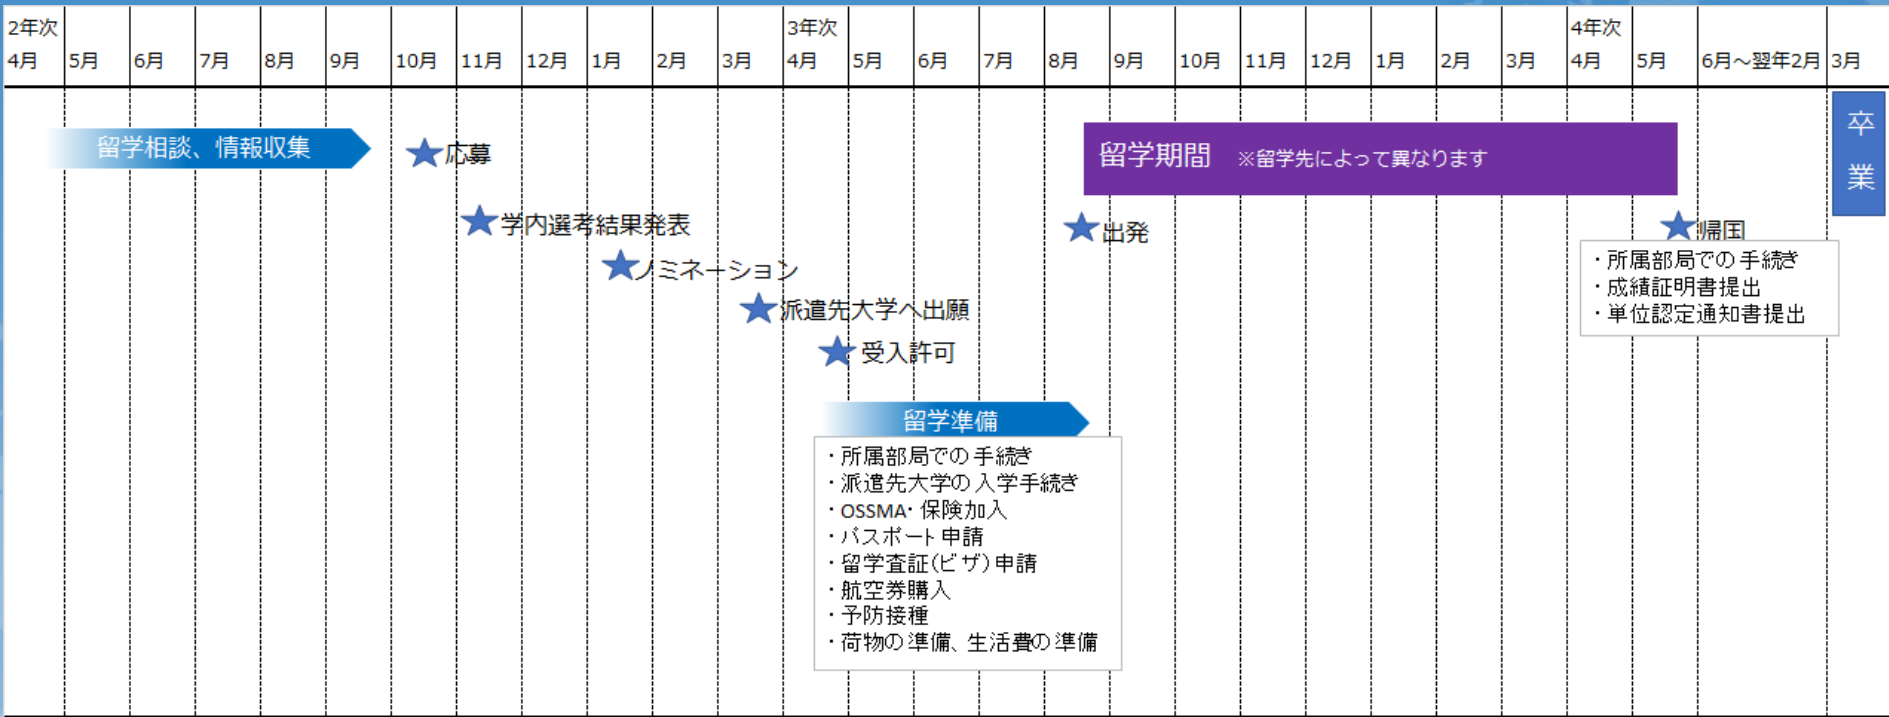 2年次 3年次 4年次
4月 5月 6月 7月 8月 9月 10月 11月 12月 1月 2月 3月 4月 5月 6月 7月 8月 9月 10月 11月 12月 1月 2月 3月 4月 5月 6月～翌年2月 3月
留学相談、情報収集
応募
学内選考結果発表
ノミネーション
派遣先大学へ出願
受入許可
留学準備
・所属部局での手続き
・派遣先大学の入学手続き
・OSSMA・保険加入
・パスポート申請
・留学査証(ビザ)申請
・航空券購入
・予防接種
・荷物の準備、生活費の準備
留学期間 ※留学先によって異なります
出発
帰国
・所属部局での手続き
・成績証明書提出
・単位認定通知書提出
卒
業